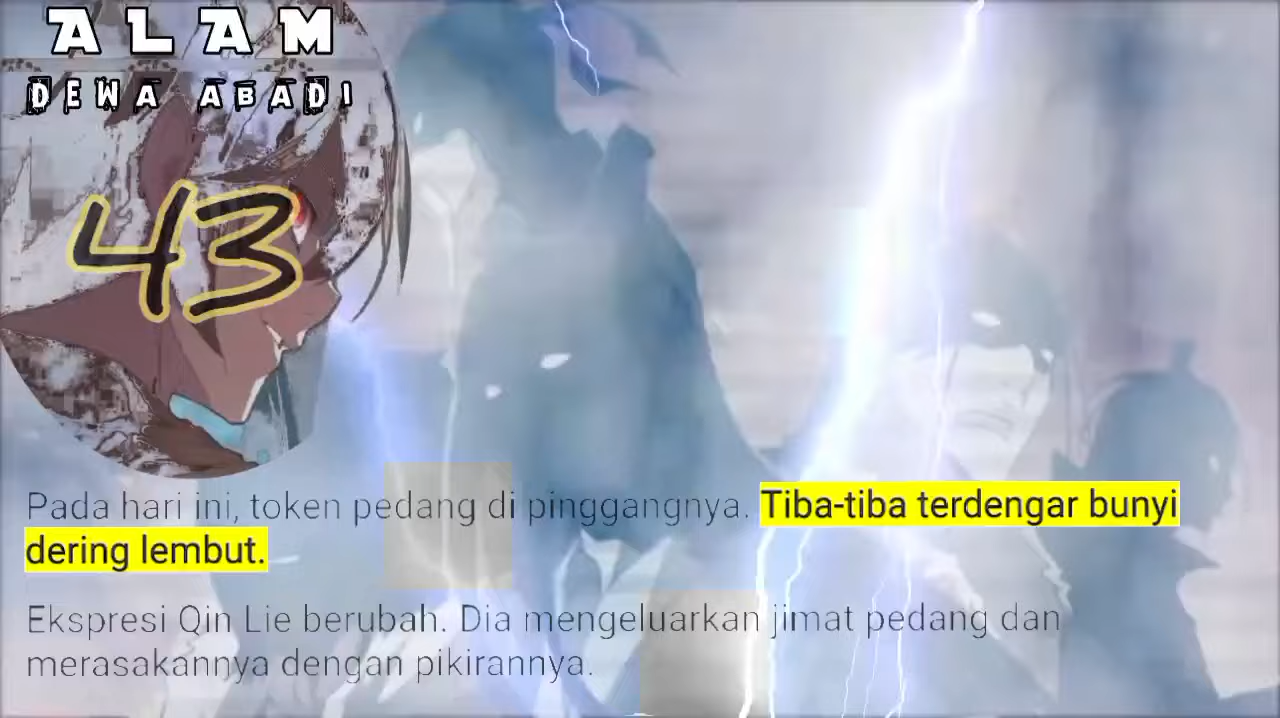 ALAM
DEWA ABADI
43
Pada hari ini, token pedang di pinggangnya. Tiba-tiba terdengar bunyi
dering lembut.
Ekspresi Qin Lie berubah. Dia mengeluarkan jimat pedang dan
merasakannya dengan pikirannya.